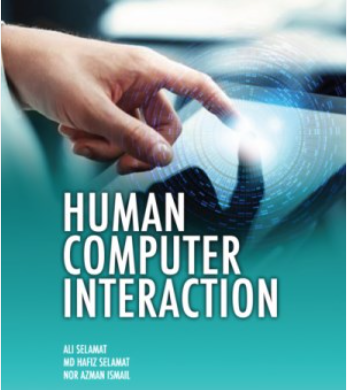 HUMAN
COMPUTER
INTERACTION
ALI SELAMAT
MD HAFIZ SELAMAT
NOR AZMAN ISMAIL